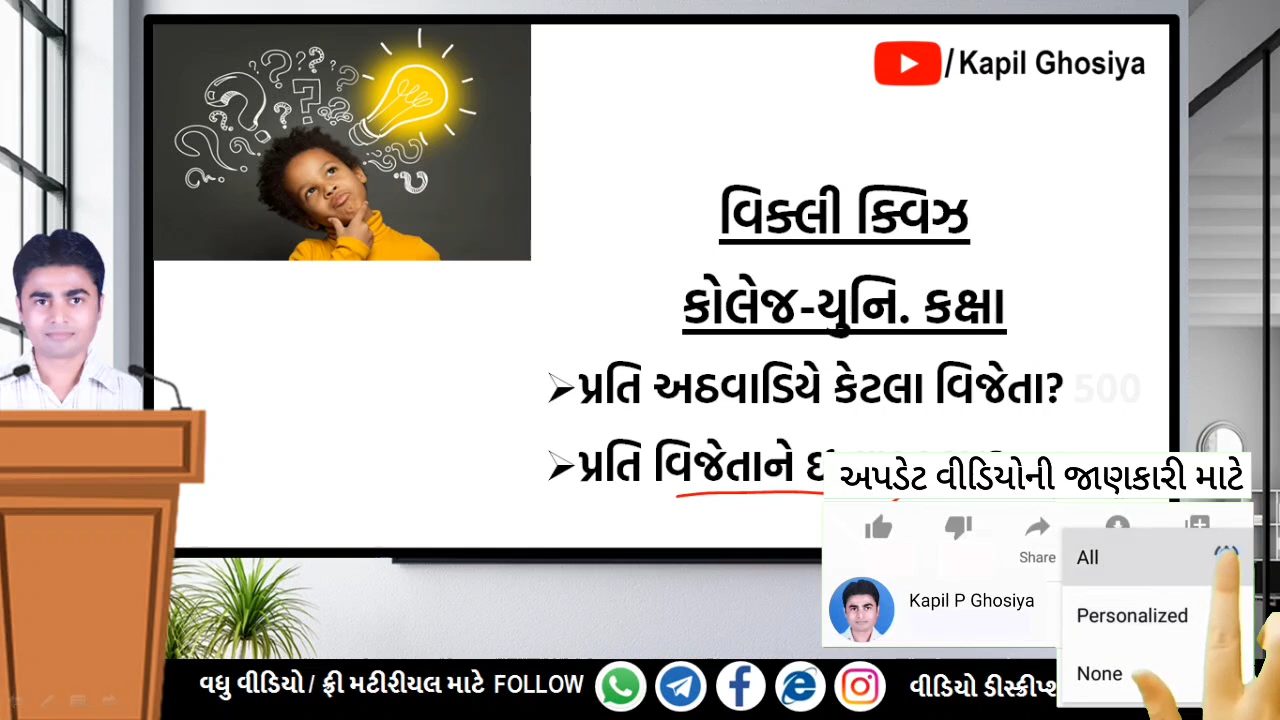 /Kapil Ghosiya
વિક્લી ક્વિઝ
કોલેજ-યુનિ. કક્ષા
➢પ્રતિ અઠવાડિયે કેટલા વિજેતા? 500
➢પ્રતિ વિજેતાને
અપડેટ વીડિયોની જાણકારી માટે
Share
All
Kapil P Ghosiya
Personalized
None
વધુ વીડિયો / ફ્રી મટીરીયલ માટે FOLLOW
વીડિયો